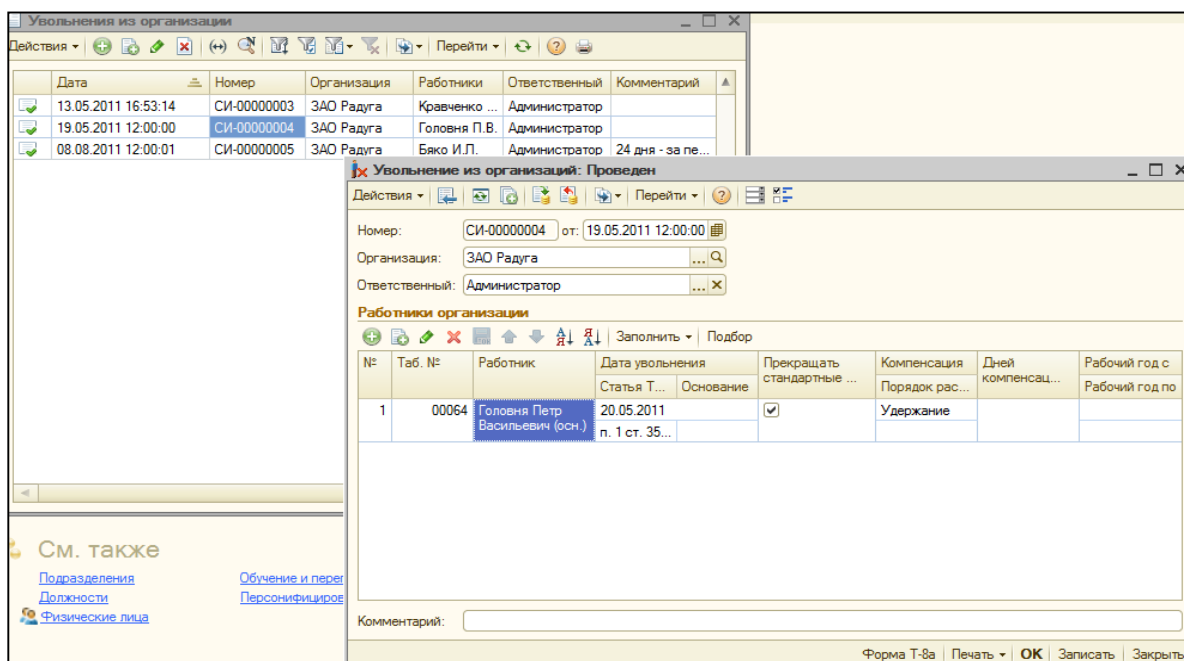 Увольнения из организации
Действия Перейти
Дата Номер Организация Работники Ответственный Комментарий
13.05.2011 16:53:14 СИ-00000003 ЗАО Радуга Кравченко ... Администратор
19.05.2011 12:00:00 СИ-00000004 ЗАО Радуга Головня П.В. Администратор
08.08.2011 12:00:01 СИ-00000005 ЗАО Радуга Бяко И.П. Администратор 24 дня - за пе...
Увольнение из организаций: Проведен
Действия Перейти
Номер: СИ-00000004 от: 19.05.2011 12:00:00
Организация: ЗАО Радуга ...
Ответственный: Администратор ...
Работники организации
Заполнить Подбор
№ Таб. № Работник Дата увольнения Прекращать стандартные ... Компенсация Дней компенсац... Рабочий год с
Статья Т... Основание Порядок рас... Рабочий год по
1 00064 Головня Петр Васильевич (осн.) 20.05.2011 Удержание
п. 1 ст. 35...
См. также
Подразделения Обучение и перег
Должности Персонифициров
Физические лица
Комментарий:
Форма Т-8а Печать OK Записать Закрыть